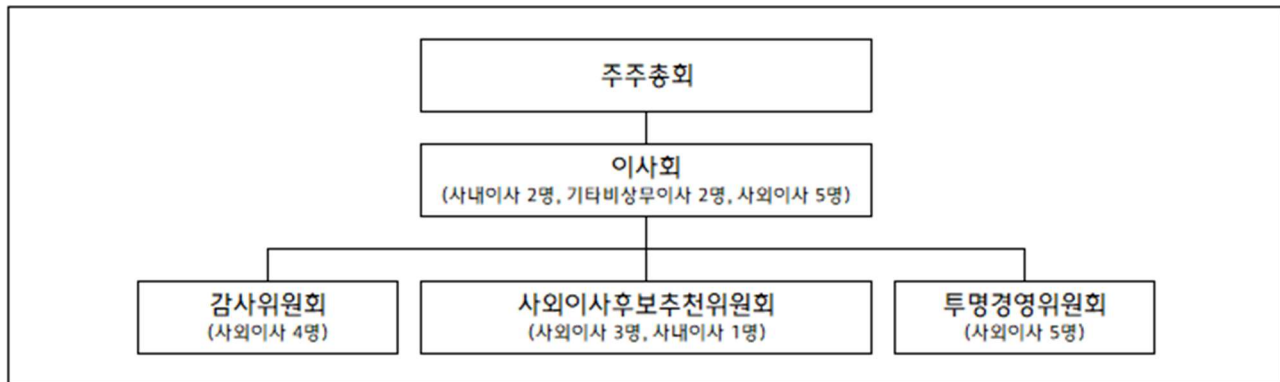 주주총회
이사회
(사내이사 2명, 기타비상무이사 2명, 사외이사 5명)
감사위원회
(사외이사 4명)
사외이사후보추천위원회
(사외이사 3명, 사내이사 1명)
투명경영위원회
(사외이사 5명)